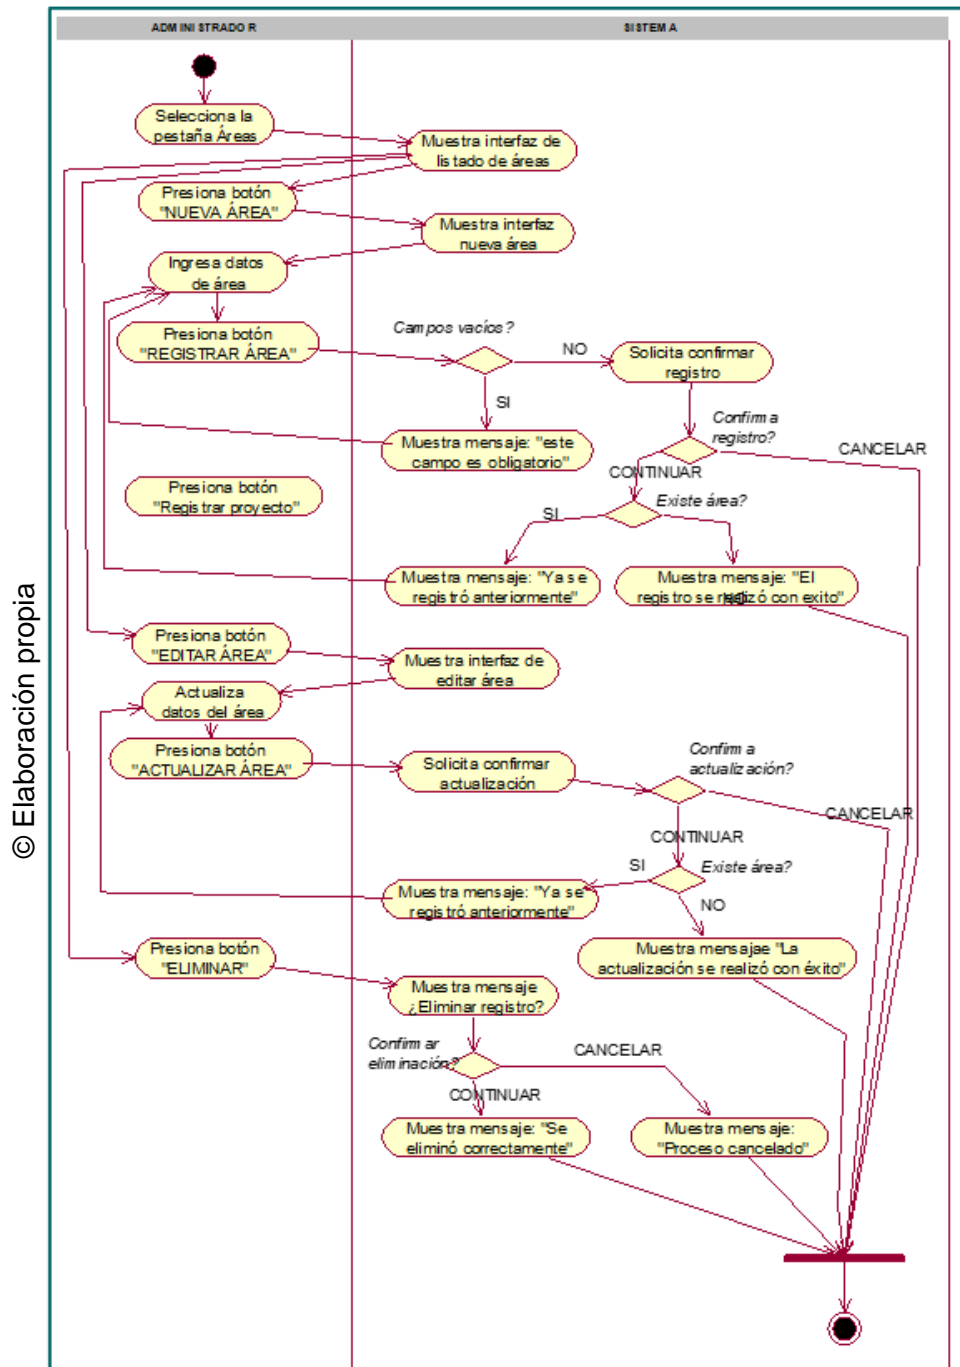 ADMINISTRADOR
SISTEMA
Selecciona la
pestaña Áreas
Muestra interfaz de
listado de áreas
Presiona botón
"NUEVA ÁREA"
Muestra interfaz
nueva área
Ingresa datos
de área
Presiona botón
"REGISTRAR ÁREA"
Campos vacíos?
NO
Solicita confirmar
registro
SI
Confirma
registro?
Muestra mensaje: "este
campo es obligatorio"
CANCELAR
CONTINUAR
Presiona botón
"Registrar proyecto"
Existe área?
SI
Muestra mensaje: "Ya se
registró anteriormente"
Muestra mensaje: "El
registro se realizó con exito"
NO
© Elaboración propia
Presiona botón
"EDITAR ÁREA"
Muestra interfaz de
editar área
Actualiza
datos del área
Presiona botón
"ACTUALIZAR ÁREA"
Solicita confirmar
actualización
Confirma
actualización?
CANCELAR
CONTINUAR
SI
Existe área?
Muestra mensaje: "Ya se
registró anteriormente"
NO
Presiona botón
"ELIMINAR"
Muestra mensajae "La
actualización se realizó con éxito"
Muestra mensaje
¿Eliminar registro?
Confirmar
eliminación?
CANCELAR
CONTINUAR
Muestra mensaje: "Se
eliminó correctamente"
Muestra mensaje:
"Proceso cancelado"